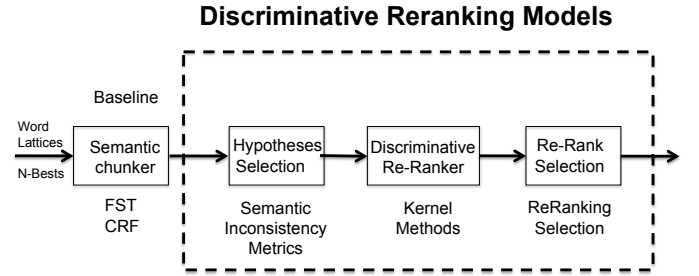 Discriminative Reranking Models
Baseline
Word
Lattices
N-Bests
Semantic
chunker
FST
CRF
Hypotheses
Selection
Semantic
Inconsistency
Metrics
Discriminative
Re-Ranker
Kernel
Methods
Re-Rank
Selection
ReRanking
Selection